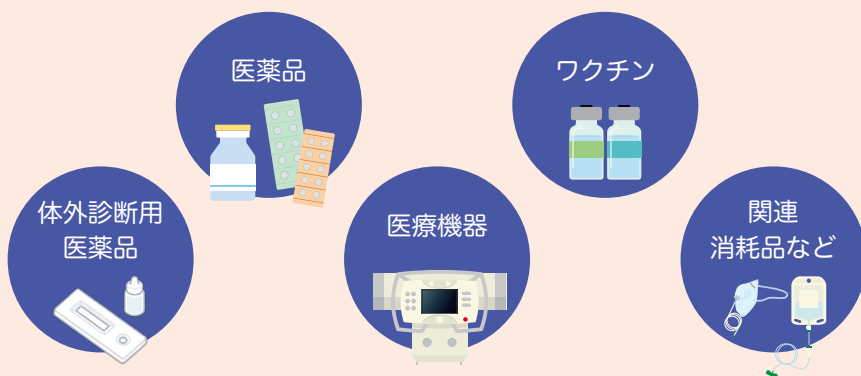 医薬品
ワクチン
体外診断用
医薬品
医療機器
関連
消耗品など